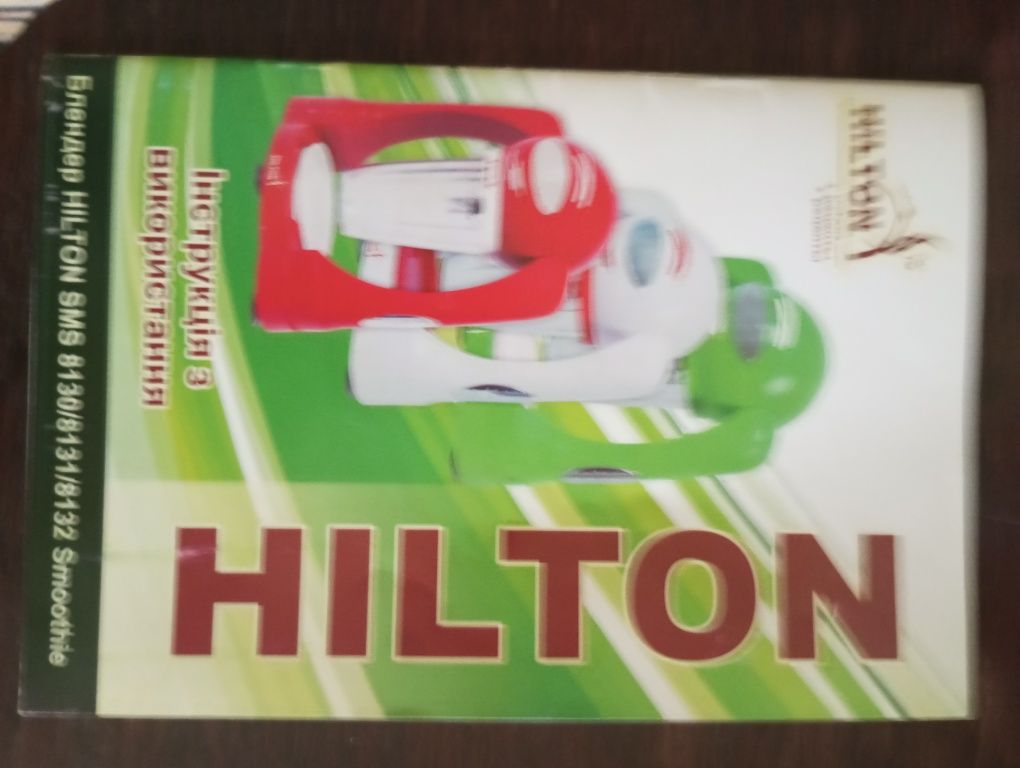 HILTON
Інструкція з
використання
HILTON
Блендер HILTON SMS 8130/8131/8132 Smoothie